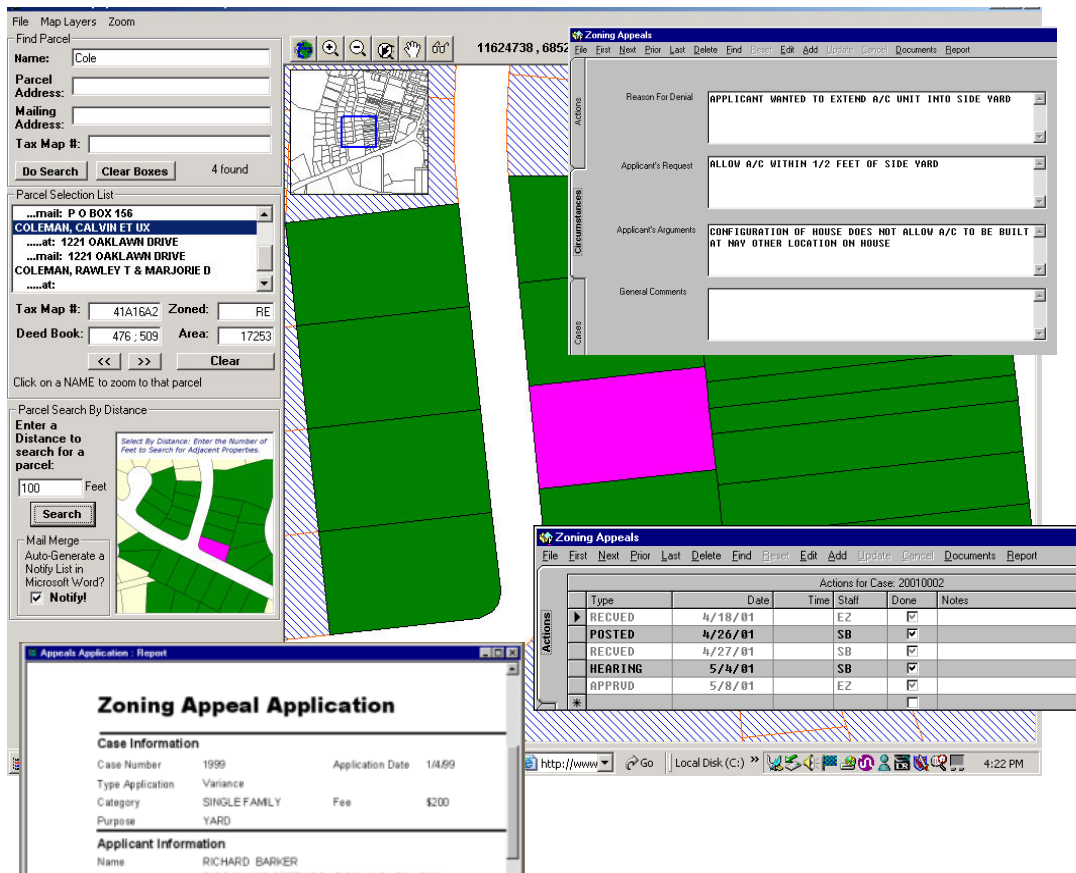 File Map Layers Zoom
Find Parcel
Name: Cole
Parcel
Address:
Mailing
Address:
Tax Map #:
Do Search Clear Boxes 4 found
Parcel Selection List
...mail: P O BOX 156
COLEMAN, CALVIN ET UX
.....at: 1221 OAKLAWN DRIVE
...mail: 1221 OAKLAWN DRIVE
COLEMAN, RAWLEY T & MARJORIE D
.....at:
Tax Map #: 41A16A2 Zoned: RE
Deed Book: 476 ; 509 Area: 17253
<< >> Clear
Click on a NAME to zoom to that parcel
Parcel Search By Distance
Enter a
Distance to
search for a
parcel:
100 Feet
Search
Select By Distance: Enter the Number of
Feet to Search for Adjacent Properties.
Mail Merge
Auto-Generate a
Notify List in
Microsoft Word?
Notify!
11624738 , 6852
Zoning Appeals
File First Next Prior Last Delete Find Reset Edit Add Update Cancel Documents Report
Actions
Circumstances
Cases
Reason For Denial
APPLICANT WANTED TO EXTEND A/C UNIT INTO SIDE YARD
Applicant's Request
ALLOW A/C WITHIN 1/2 FEET OF SIDE YARD
Applicant's Arguments
CONFIGURATION OF HOUSE DOES NOT ALLOW A/C TO BE BUILT
AT NAY OTHER LOCATION ON HOUSE
General Comments
Zoning Appeals
File First Next Prior Last Delete Find Reset Edit Add Update Cancel Documents Report
Actions
Actions for Case: 20010002
Type Date Time Staff Done Notes
RECVED 4/18/01 EZ
POSTED 4/26/01 SB
RECVED 4/27/01 SB
HEARING 5/4/01 SB
APPRVD 5/8/01 EZ
Appeals Application : Report
Zoning Appeal Application
Case Information
Case Number 1999 Application Date 1/4/99
Type Application Variance
Category SINGLE FAMILY Fee $200
Purpose YARD
Applicant Information
Name RICHARD BARKER
http://www Go Local Disk (C:) » 4:22 PM